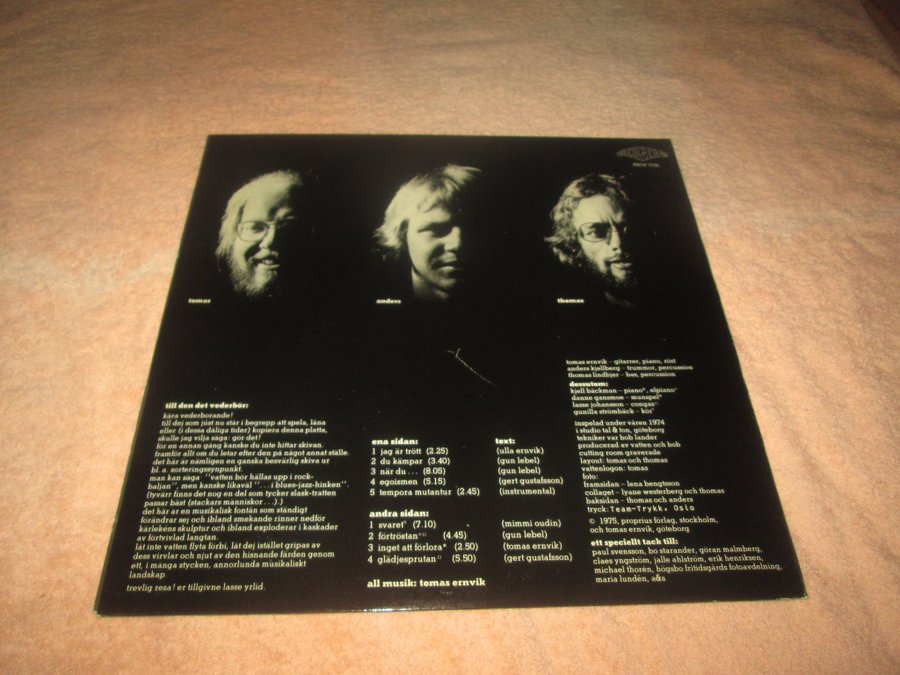 PROP 7756
tomas
anders
thomas
till den det vederbör:
kära vederborande!
till dej som just nu står i begrepp att spela, låna
eller (i dessa dåliga tider) kopiera denna platta,
skulle jag vilja säga: gör det!
för en annan gång kanske du inte hittar skivan.
framför allt om du letar efter den på något annat ställe.
det här är nämligen en ganska besvärlig skiva ur
bl. a. sorteringssynpunkt.
man kan säga "vatten bör hällas upp i rock-
baljan", men kanske likaväl "... i blues-jazz-hinken".
(tyvärr finns det nog en del som tycker slask-tratten
passar bäst (stackars människor ...).)
det här är en musikalisk fontän som ständigt
förändrar sej och ibland smekande rinner nedför
kärlekens skulptur och ibland exploderar i kaskader
av förtvivlad längtan.
låt inte vatten flyta förbi, låt dej istället gripas av
dess virvlar och njut av den hisnande färden genom
ett, i många stycken, annorlunda musikaliskt
landskap.
trevlig resa! er tillgivne lasse yrlid.
ena sidan:
1 jag är trött (2.25)
2 du kämpar (3.40)
3 när du ... (8.05)
4 egoismen (5.15)
5 tempora mutantur (2.45)
andra sidan:
1 svaret (7.10)
2 förtröstan (4.45)
3 inget att förlora (2.50)
4 glädjesprutan (5.50)
all musik: tomas ernvik
text:
(ulla ernvik)
(gun lebel)
(gun lebel)
(gert gustafsson)
(instrumental)
(mimmi oudin)
(gun lebel)
(tomas ernvik)
(gert gustafsson)
tomas ernvik – gitarrer, piano, röst
anders kjellberg – trummor, percussion
thomas lindbjer – bas, percussion
dessutom:
kjell bäckman – piano, elpiano
danne gansmoe – munspel
lasse johansson – congas
gunilla strömbäck – kör
inspelad under våren 1974
i studio tal & ton, göteborg
tekniker var bob lander
producerad av vatten och bob
cutting room graverade
layout: tomas och thomas
vattenlogon: tomas
foto:
framsidan – lena bengtsson
collaget – lyane westerberg och thomas
baksidan – thomas och anders
tryck: Team-Trykk, Oslo
© 1975, proprius förlag, stockholm,
och tomas ernvik, göteborg
ett speciellt tack till:
paul svensson, bo starander, göran malmberg,
claes yngström, jalle ahlström, erik henriksen,
michael thorén, högsbo fritidsgårds fotoavdelning,
maria lundén, a&a